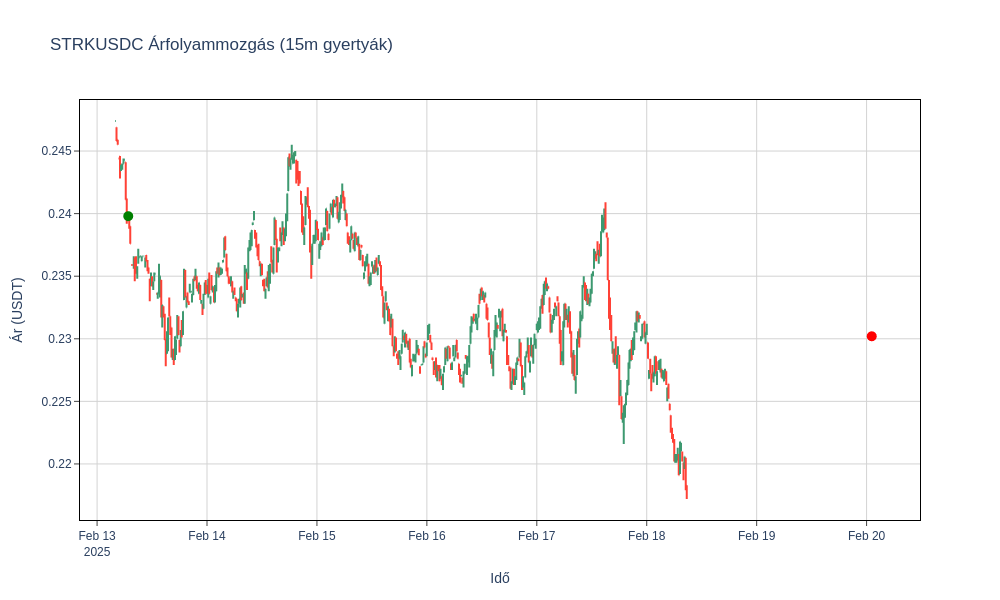 STRKUSDC Árfolyammozgás (15m gyertyák)
Ár (USDT)
0.245
0.24
0.235
0.23
0.225
0.22
Feb 13 Feb 14 Feb 15 Feb 16 Feb 17 Feb 18 Feb 19 Feb 20
2025
Idő